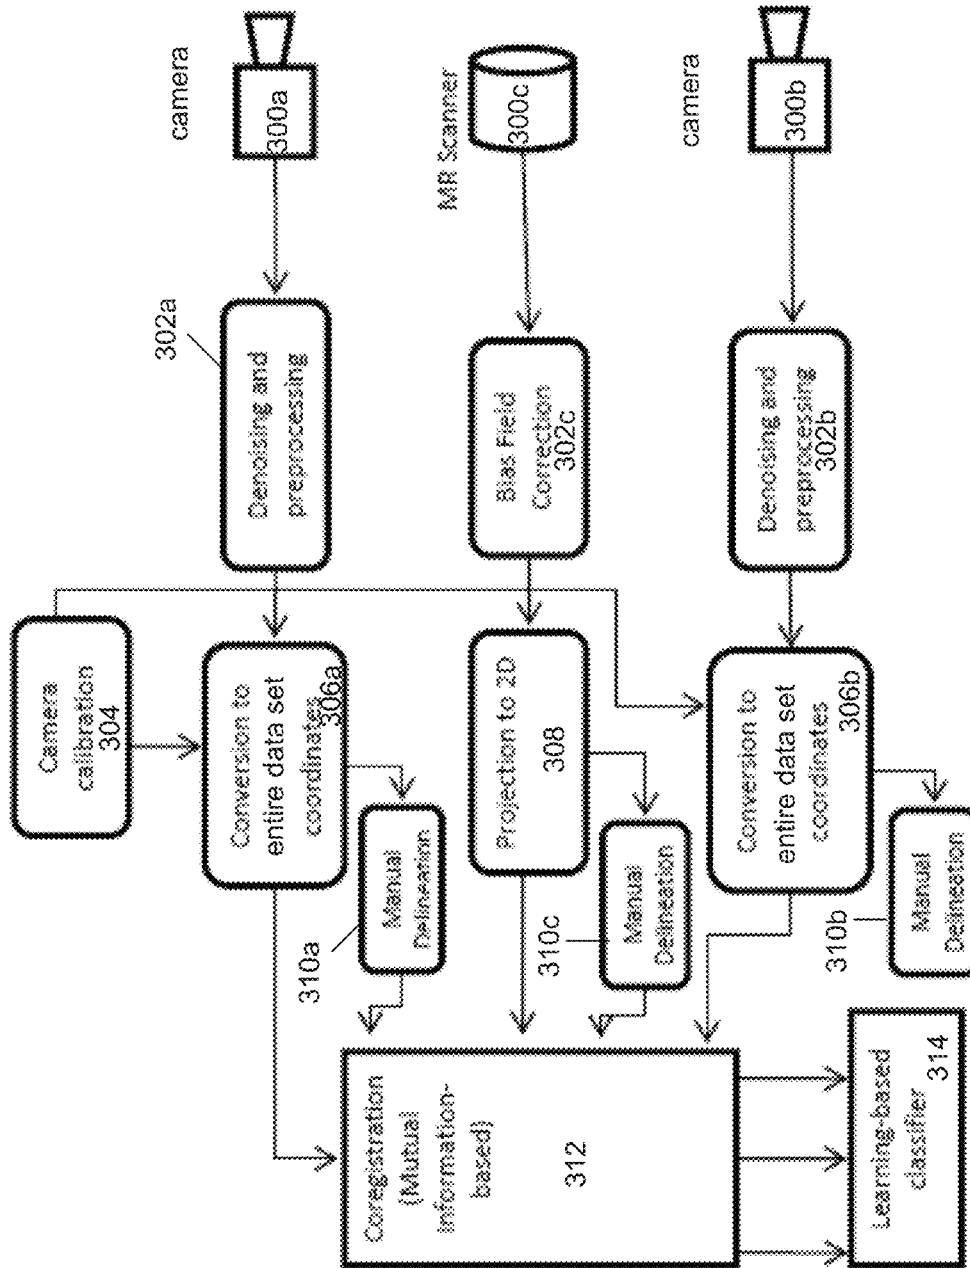 camera
300a
MR Scanner
300c
camera
300b
302a
Denoising and
preprocessing
Bias Field
Correction
302c
Denoising and
preprocessing
302b
Camera
calibration
304
Conversion to
entire data set
coordinates
306a
Projection to 2D
308
Conversion to
entire data set
coordinates
306b
310a
Manual
Delineation
310c
Manual
Delineation
310b
Manual
Delineation
Coregistration
(Mutual
Information-
based)
312
Learning-based
classifier
314